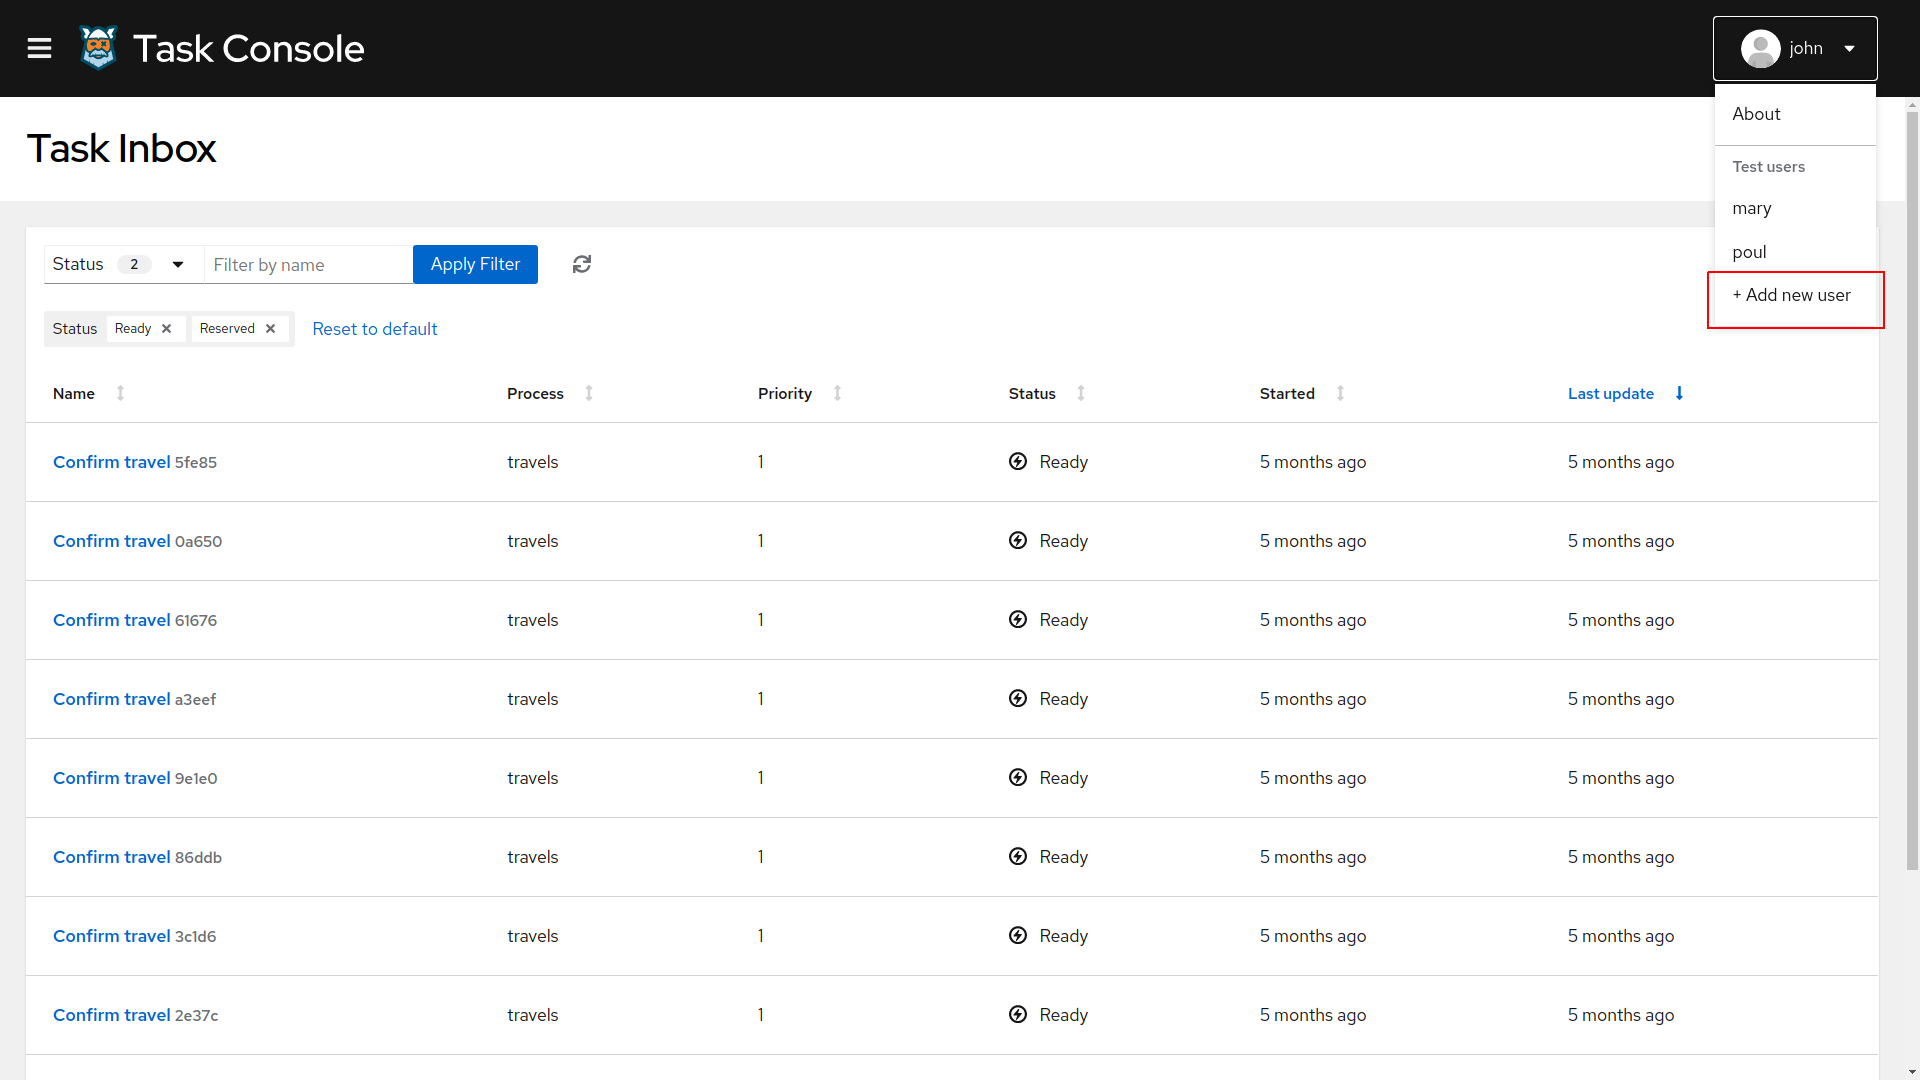 Task Console
john
About
Task Inbox
Test users
mary
poul
+ Add new user
Status 2 Filter by name Apply Filter
Status Ready Reserved Reset to default
Name Process Priority Status Started Last update
Confirm travel 5fe85 travels 1 Ready 5 months ago 5 months ago
Confirm travel 0a650 travels 1 Ready 5 months ago 5 months ago
Confirm travel 61676 travels 1 Ready 5 months ago 5 months ago
Confirm travel a3eef travels 1 Ready 5 months ago 5 months ago
Confirm travel 9e1e0 travels 1 Ready 5 months ago 5 months ago
Confirm travel 86ddb travels 1 Ready 5 months ago 5 months ago
Confirm travel 3c1d6 travels 1 Ready 5 months ago 5 months ago
Confirm travel 2e37c travels 1 Ready 5 months ago 5 months ago